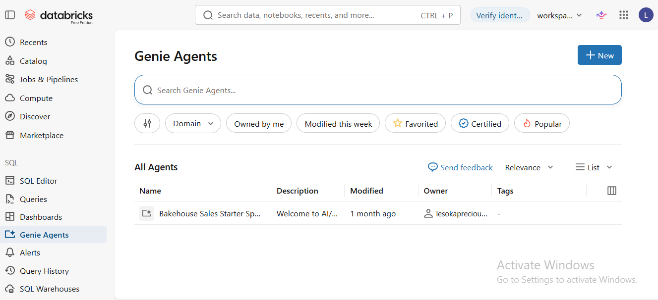 databricks
Free Edition
Search data, notebooks, recents, and more...
CTRL + P
Verify ident...
workspa...
L
Recents
Catalog
Jobs & Pipelines
Compute
Discover
Marketplace
SQL
SQL Editor
Queries
Dashboards
Genie Agents
Alerts
Query History
SQL Warehouses
Genie Agents
New
Search Genie Agents...
Domain
Owned by me
Modified this week
Favorited
Certified
Popular
All Agents
Send feedback
Relevance
List
Name Description Modified Owner Tags
Bakehouse Sales Starter Sp... Welcome to AI/... 1 month ago lesokapreciou... -
Activate Windows
Go to Settings to activate Windows.